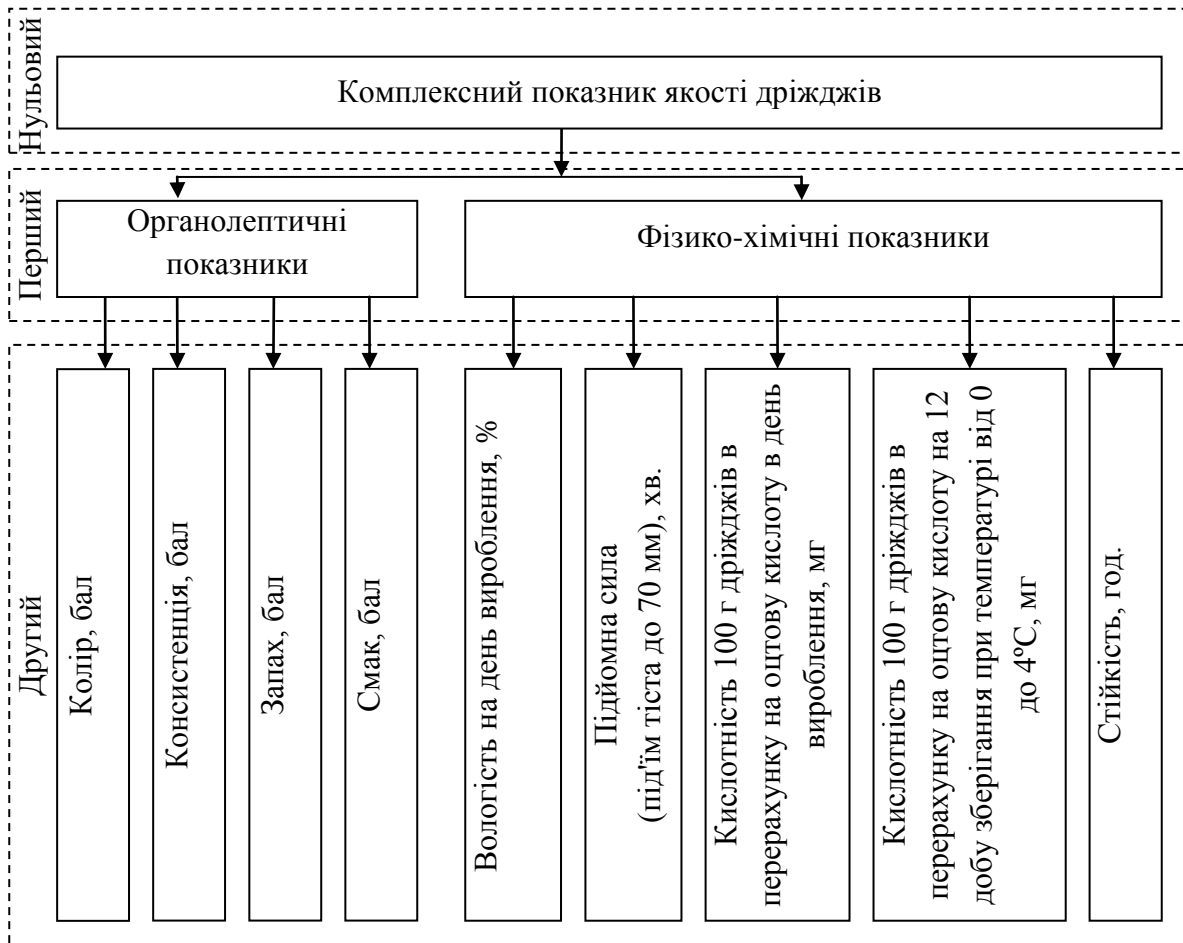 Нульовий
Комплексний показник якості дріжджів
Перший
Органолептичні
показники
Фізико-хімічні показники
Другий
Колір, бал
Консистенція, бал
Запах, бал
Смак, бал
Вологість на день вироблення, %
Підйомна сила
(під'їм тіста до 70 мм), хв.
Кислотність 100 г дріжджів в
перерахунку на оцтову кислоту в день
вироблення, мг
Кислотність 100 г дріжджів в
перерахунку на оцтову кислоту на 12
добу зберігання при температурі від 0
до 4ºС, мг
Стійкість, год.